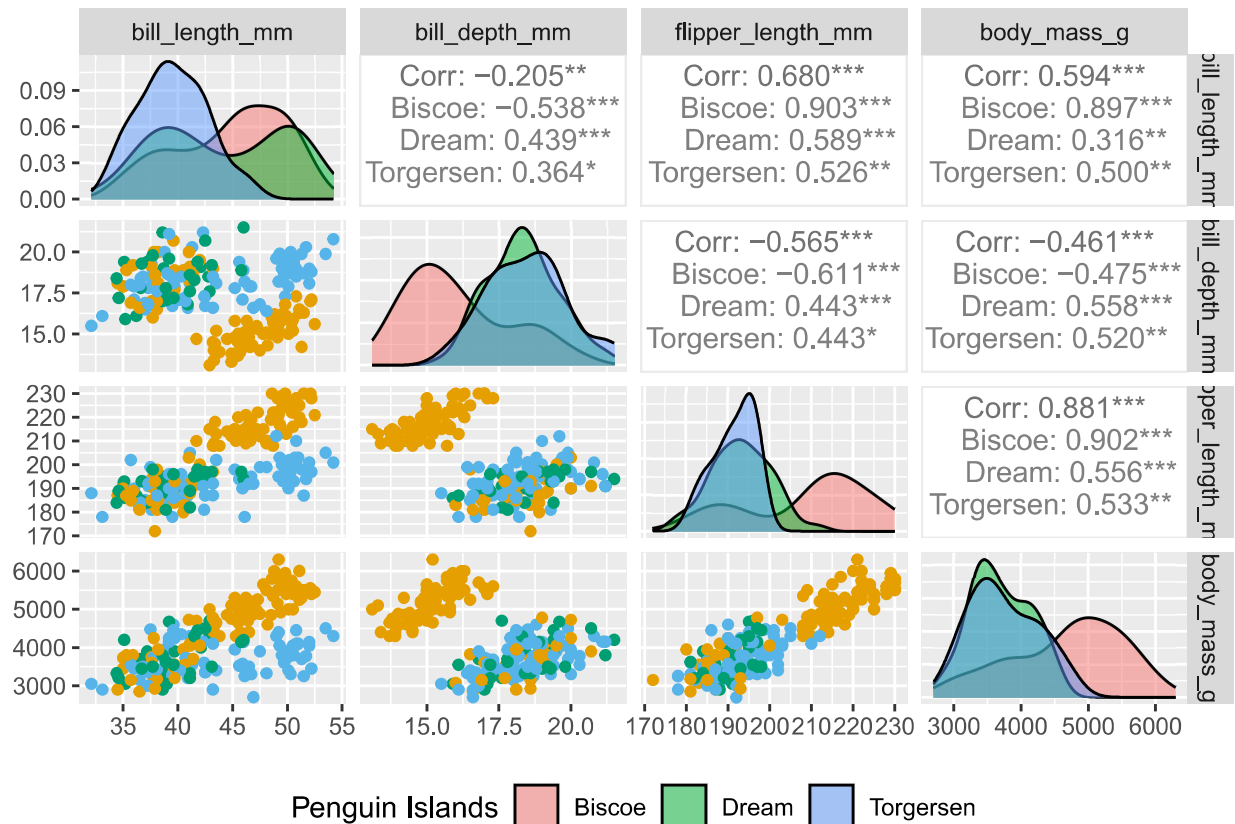 bill_length_mm bill_depth_mm flipper_length_mm body_mass_g
0.09
0.06
0.03
0.00
Corr: −0.205**
Biscoe: −0.538***
Dream: 0.439***
Torgersen: 0.364*
Corr: 0.680***
Biscoe: 0.903***
Dream: 0.589***
Torgersen: 0.526**
Corr: 0.594***
Biscoe: 0.897***
Dream: 0.316**
Torgersen: 0.500**
bill_length_mm
20.0
17.5
15.0
Corr: −0.565***
Biscoe: −0.611***
Dream: 0.443***
Torgersen: 0.443*
Corr: −0.461***
Biscoe: −0.475***
Dream: 0.558***
Torgersen: 0.520**
bill_depth_mm
230
220
210
200
190
180
170
Corr: 0.881***
Biscoe: 0.902***
Dream: 0.556***
Torgersen: 0.533**
pper_length_m
6000
5000
4000
3000
body_mass_g
35 40 45 50 55 15.0 17.5 20.0 170 180 190 200 210 220 230 3000 4000 5000 6000
Penguin Islands Biscoe Dream Torgersen